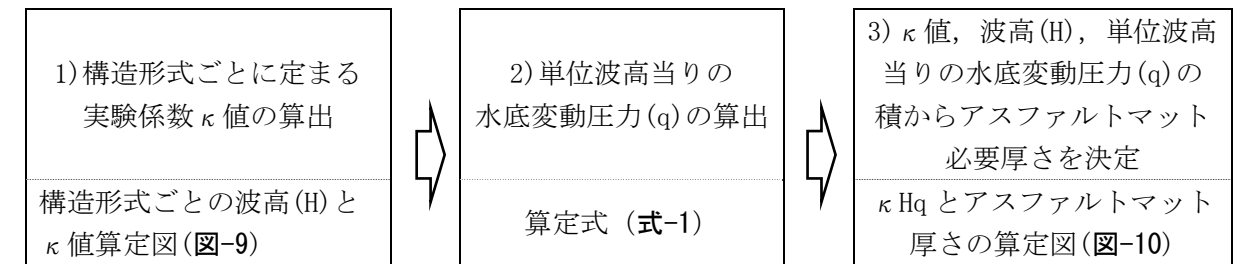 1)構造形式ごとに定まる
実験係数κ値の算出
構造形式ごとの波高(H)と
κ値算定図(図-9)
2)単位波高当りの
水底変動圧力(q)の算出
算定式（式-1）
3)κ値，波高(H)，単位波高
当りの水底変動圧力(q)の
積からアスファルトマット
必要厚さを決定
κHqとアスファルトマット
厚さの算定図(図-10)